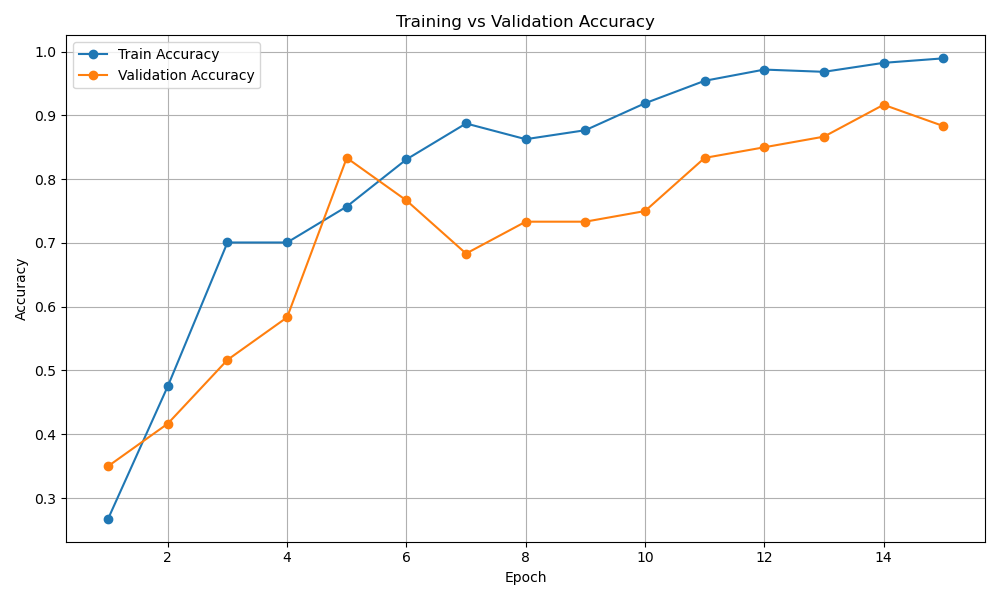 Training vs Validation Accuracy
Train Accuracy
Validation Accuracy
1.0
0.9
0.8
0.7
0.6
0.5
0.4
0.3
Accuracy
2 4 6 8 10 12 14
Epoch